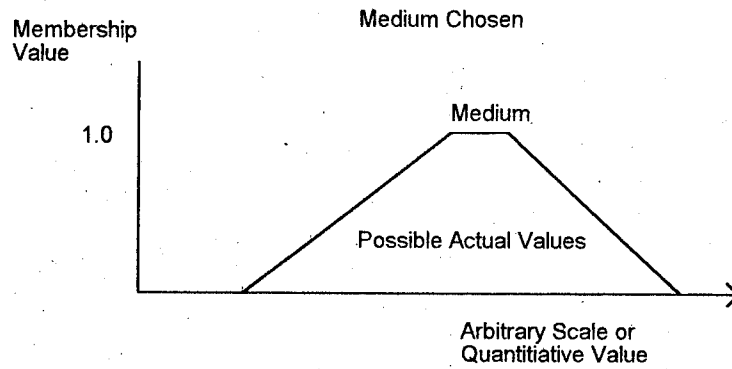 Medium Chosen
Membership
Value
Medium
1.0
Possible Actual Values
Arbitrary Scale or
Quantitiative Value